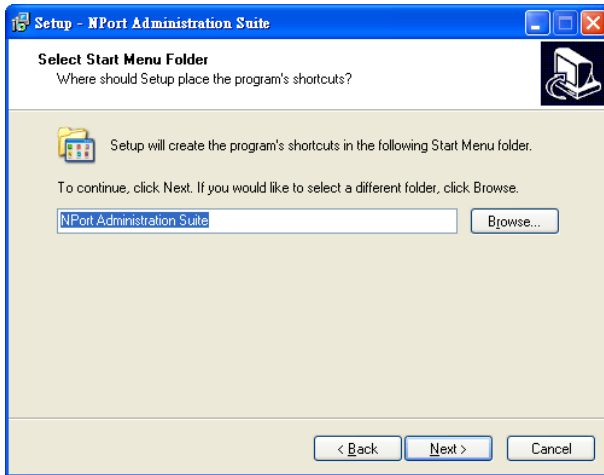 Setup - NPort Administration Suite
Select Start Menu Folder
Where should Setup place the program's shortcuts?
Setup will create the program's shortcuts in the following Start Menu folder.
To continue, click Next. If you would like to select a different folder, click Browse.
NPort Administration Suite
Browse...
< Back
Next >
Cancel